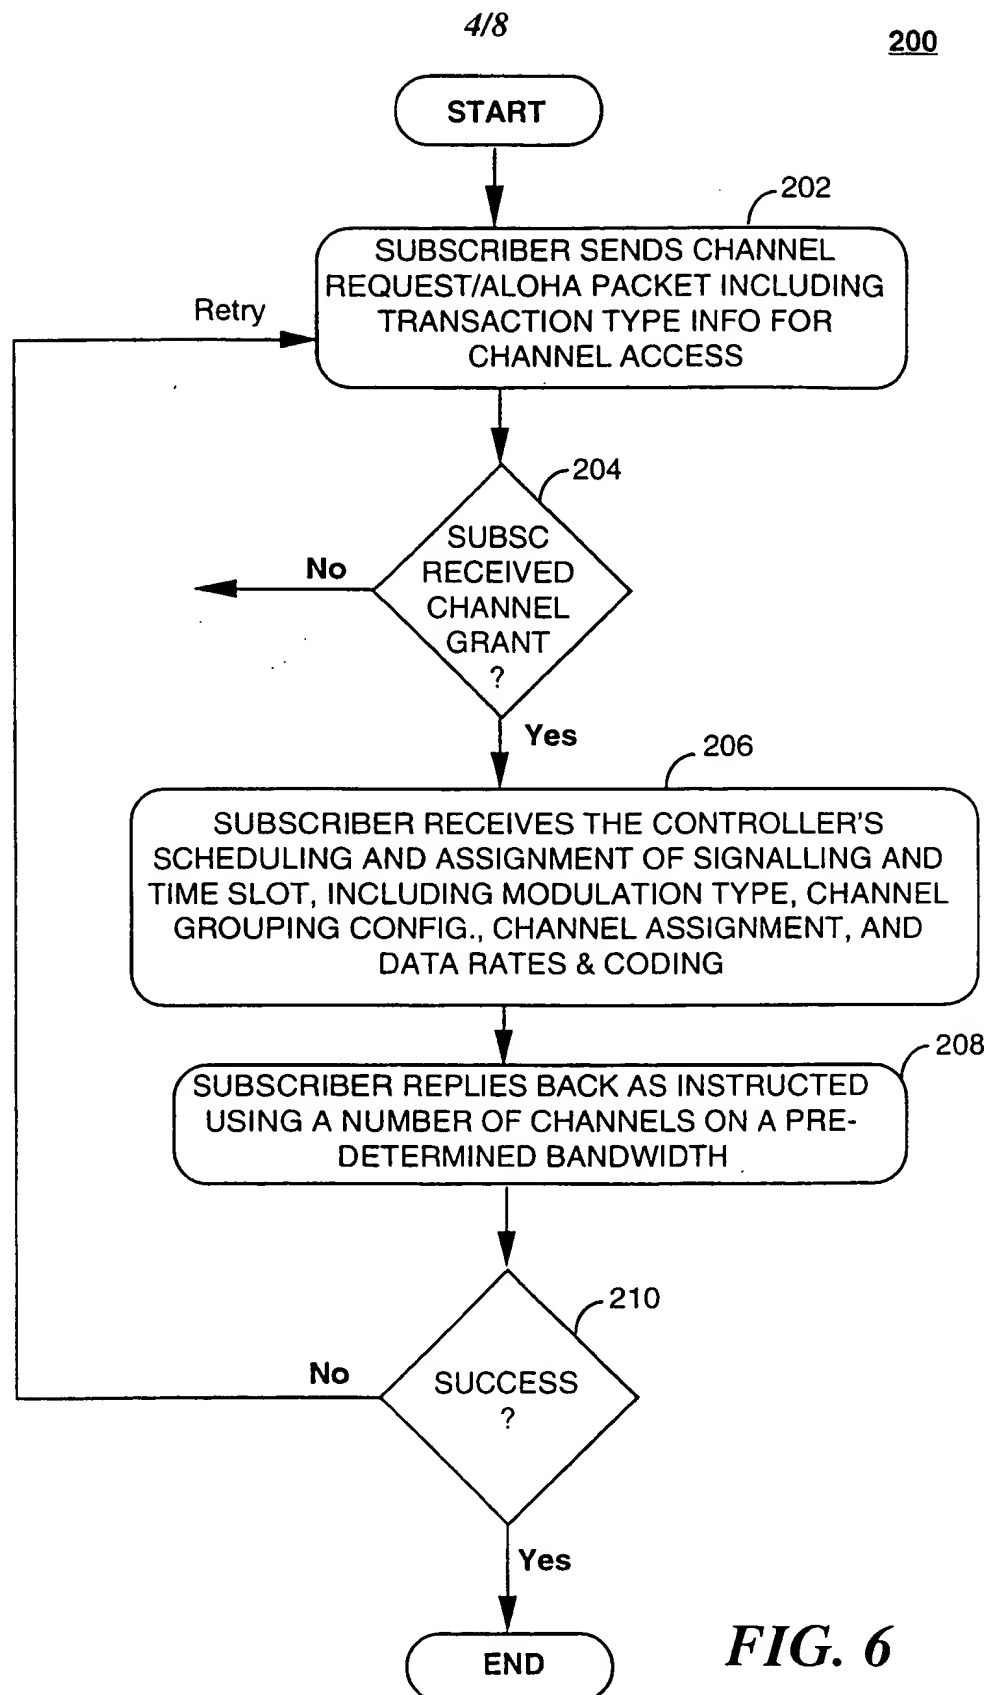 4/8
200
START
202
SUBSCRIBER SENDS CHANNEL
REQUEST/ALOHA PACKET INCLUDING
TRANSACTION TYPE INFO FOR
CHANNEL ACCESS
Retry
204
SUBSC
RECEIVED
CHANNEL
GRANT
?
No
Yes
206
SUBSCRIBER RECEIVES THE CONTROLLER'S
SCHEDULING AND ASSIGNMENT OF SIGNALLING AND
TIME SLOT, INCLUDING MODULATION TYPE, CHANNEL
GROUPING CONFIG., CHANNEL ASSIGNMENT, AND
DATA RATES & CODING
208
SUBSCRIBER REPLIES BACK AS INSTRUCTED
USING A NUMBER OF CHANNELS ON A PRE-
DETERMINED BANDWIDTH
210
SUCCESS
?
No
Yes
END
FIG. 6